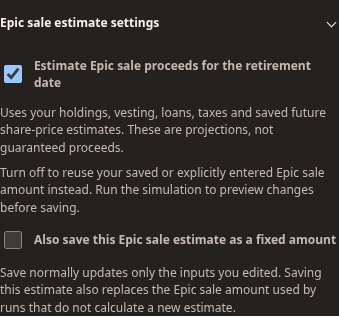 Epic sale estimate settings
Estimate Epic sale proceeds for the retirement
date
Uses your holdings, vesting, loans, taxes and saved future
share-price estimates. These are projections, not
guaranteed proceeds.
Turn off to reuse your saved or explicitly entered Epic sale
amount instead. Run the simulation to preview changes
before saving.
Also save this Epic sale estimate as a fixed amount
Save normally updates only the inputs you edited. Saving
this estimate also replaces the Epic sale amount used by
runs that do not calculate a new estimate.